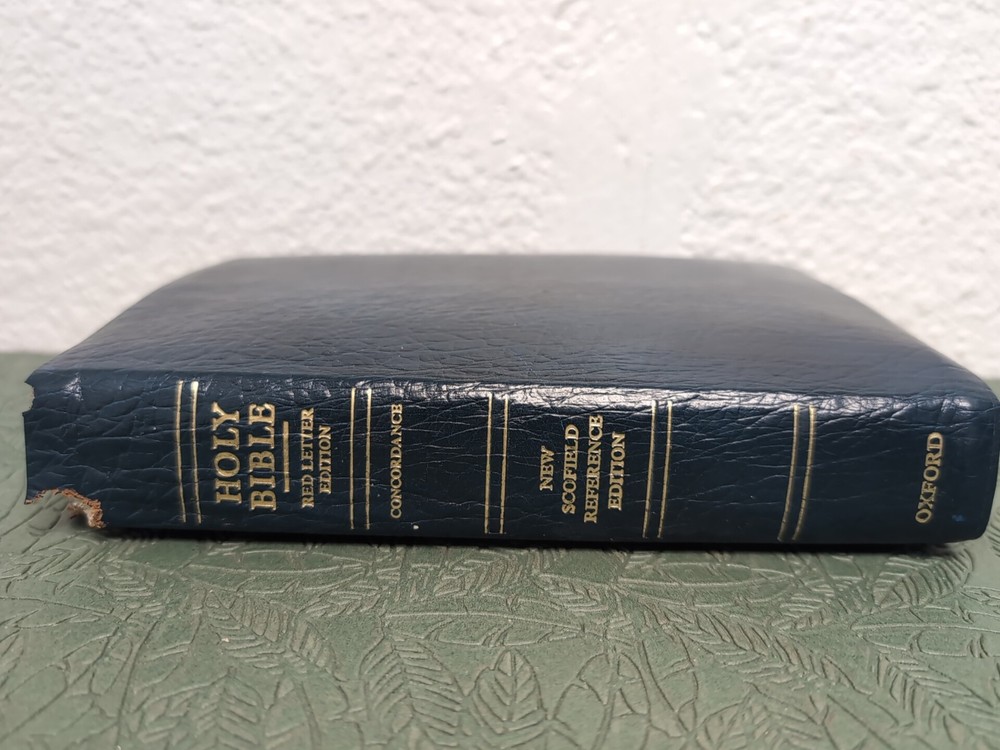 HOLY
BIBLE
RED LETTER
EDITION
CONCORDANCE
NEW
SCOFIELD
REFERENCE
EDITION
OXFORD